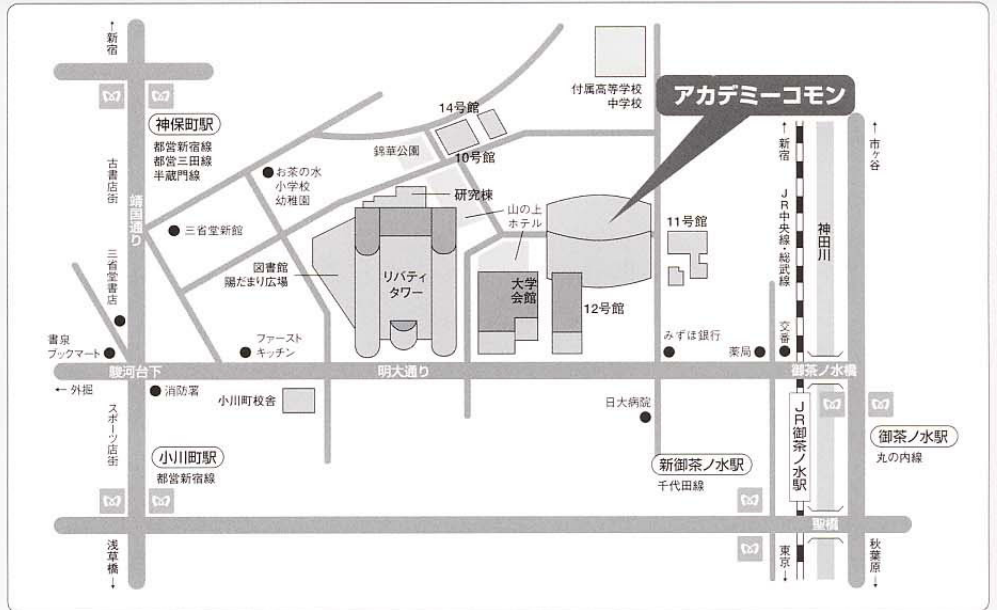 ↑新宿
神保町駅
都営新宿線
都営三田線
半蔵門線
古書店街
靖国通り
三省堂書店
書泉
ブックマート
駿河台下
← 外掘
消防署
スポーツ店街
小川町駅
都営新宿線
浅草橋→
三省堂新館
お茶の水
小学校
幼稚園
錦華公園
14号館
10号館
付属高等学校
中学校
アカデミーコモン
研究棟
山の上
ホテル
図書館
陽だまり広場
リバティ
タワー
大学
会館
12号館
11号館
ファースト
キッチン
明大通り
小川町校舎
みずほ銀行
薬局
交番
日大病院
新御茶ノ水駅
千代田線
←新宿
JR中央線・総武線
神田川
←市ヶ谷
御茶ノ水橋
JR御茶ノ水駅
御茶ノ水駅
丸の内線
聖橋
東京→
秋葉原→